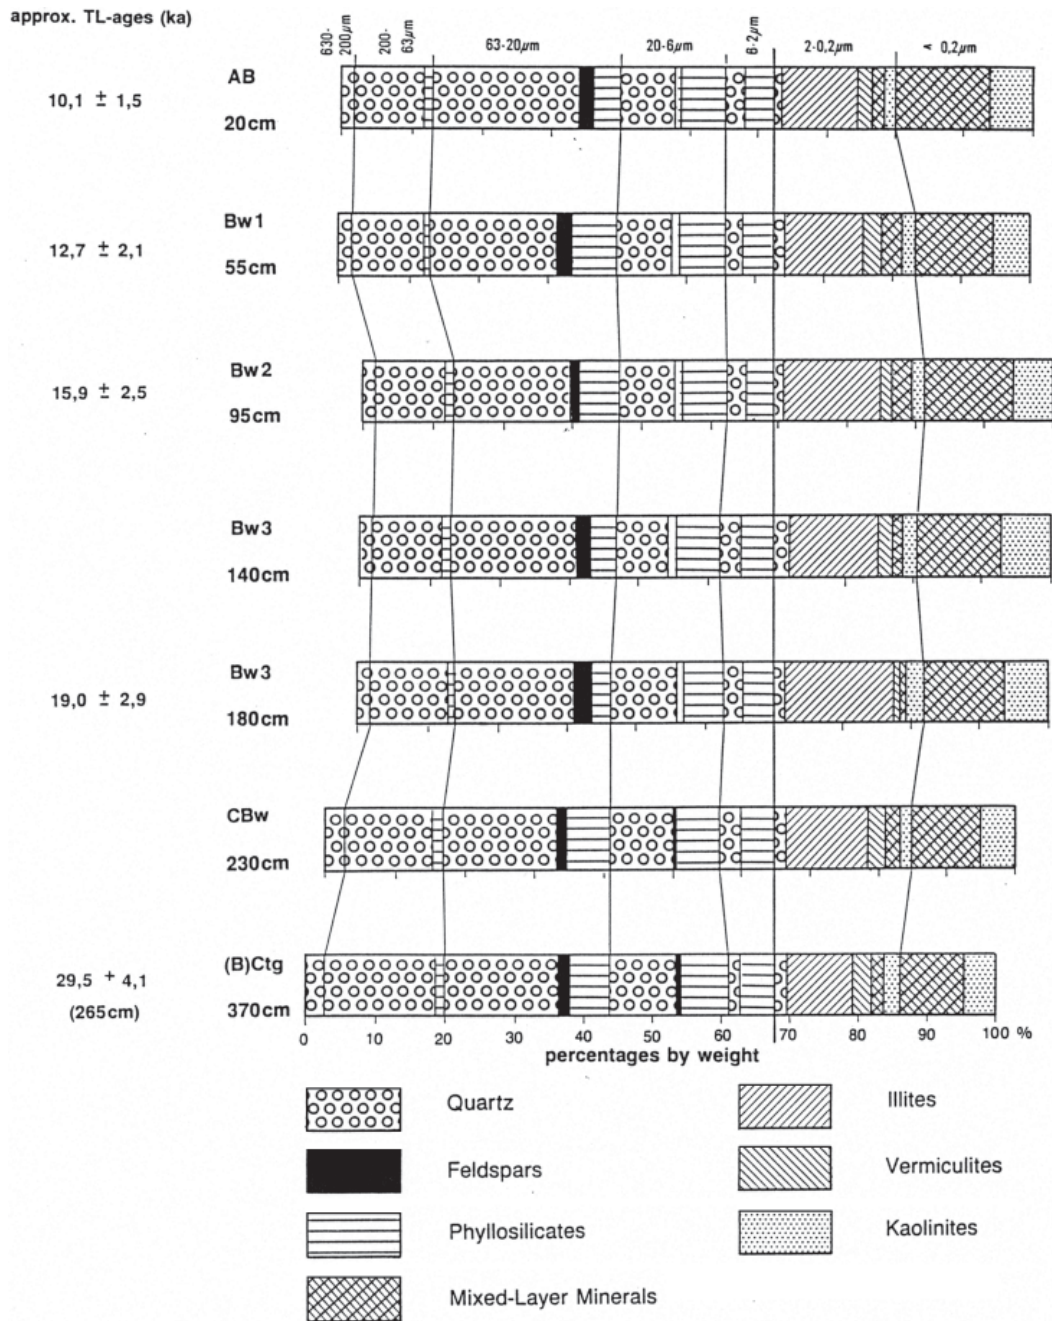 approx. TL-ages (ka)
630-200µm
200-63µm
63-20µm
20-6µm
6-2µm
2-0,2µm
< 0,2µm
AB
10,1 ± 1,5
20cm
Bw1
12,7 ± 2,1
55cm
Bw2
15,9 ± 2,5
95cm
Bw3
140cm
Bw3
19,0 ± 2,9
180cm
CBw
230cm
(B)Ctg
29,5 + 4,1
(265cm)
370cm
0 10 20 30 40 50 60 70 80 90 100 %
percentages by weight
Quartz
Illites
Feldspars
Vermiculites
Phyllosilicates
Kaolinites
Mixed-Layer Minerals